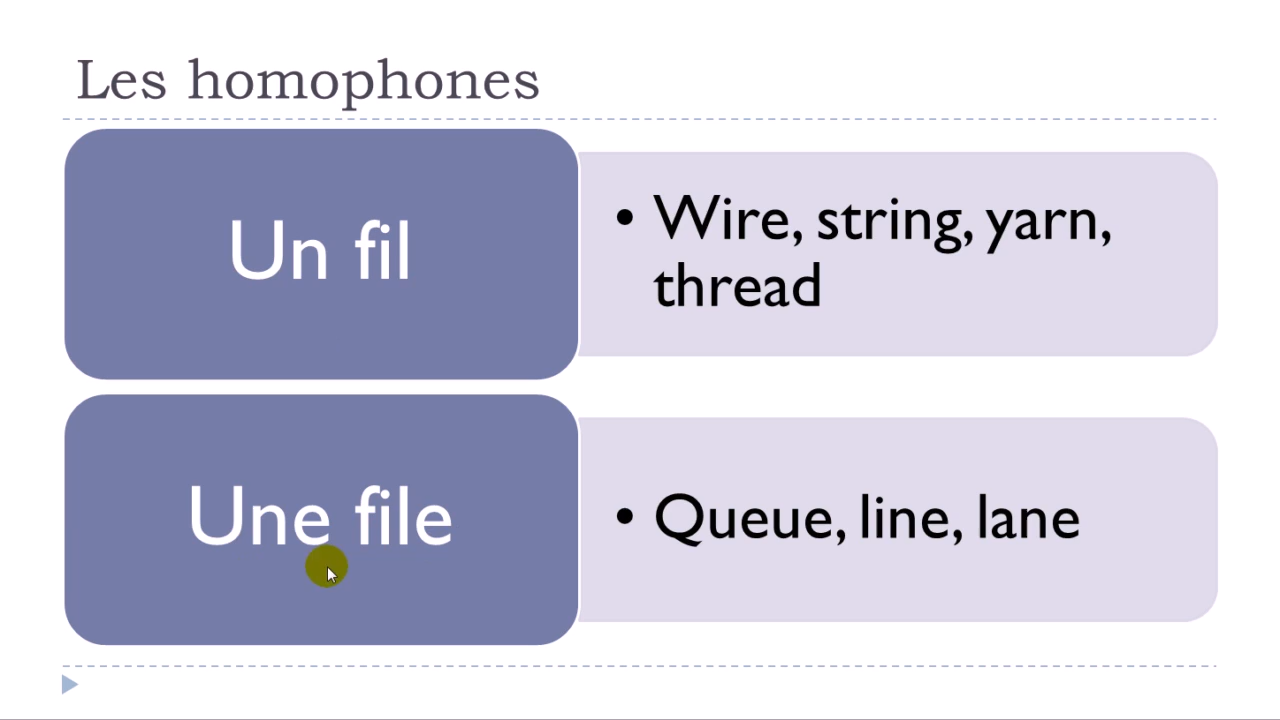 Les homophones
Un fil
• Wire, string, yarn,
thread
Une file
• Queue, line, lane